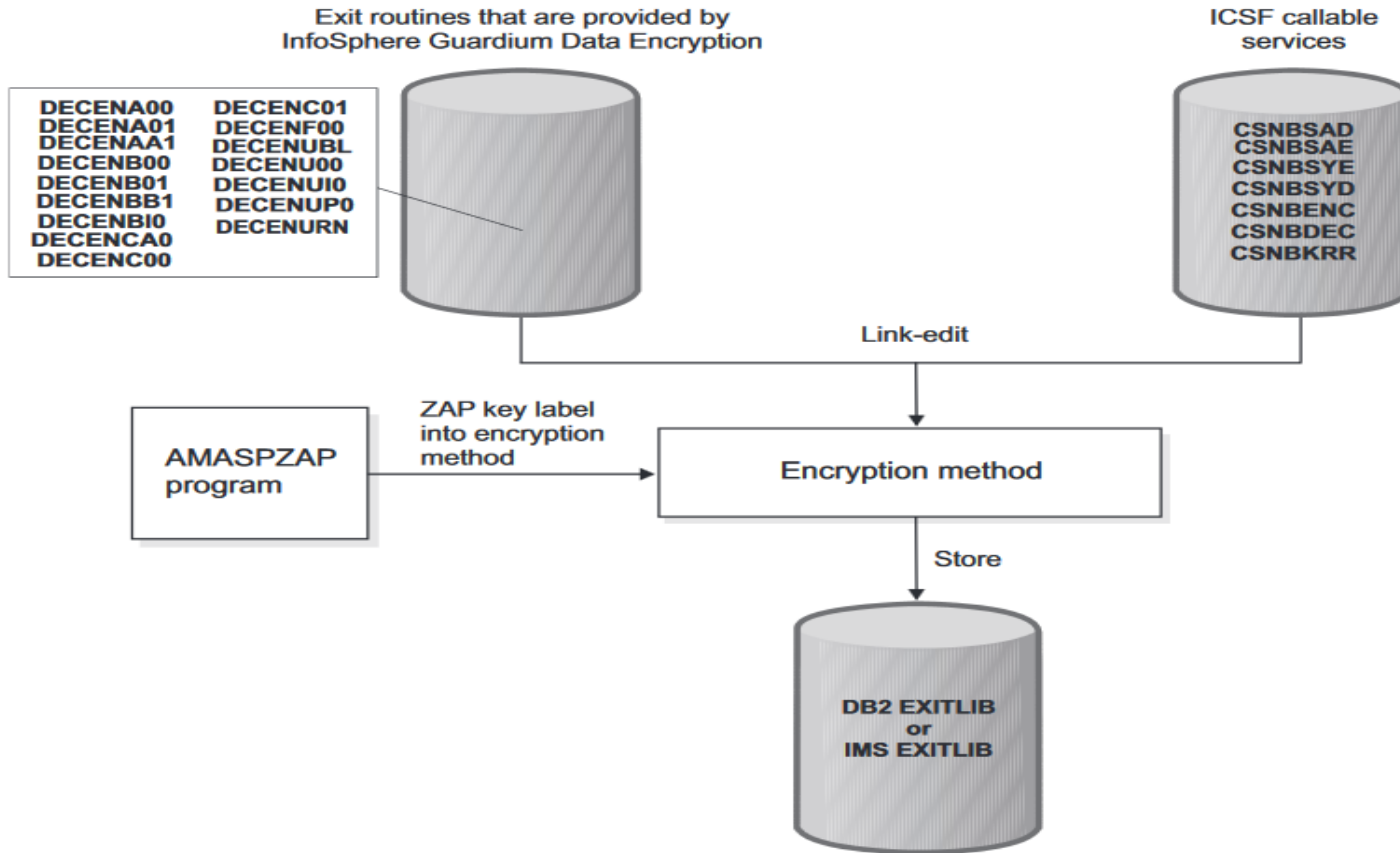 Exit routines that are provided by
InfoSphere Guardium Data Encryption
ICSF callable
services
DECENA00
DECENA01
DECENAA1
DECENB00
DECENB01
DECENBB1
DECENBI0
DECENCA0
DECENC00
DECENC01
DECENF00
DECENUBL
DECENU00
DECENUI0
DECENUP0
DECENURN
CSNBSAD
CSNBSAE
CSNBSYE
CSNBSYD
CSNBENC
CSNBDEC
CSNBKRR
Link-edit
AMASPZAP
program
ZAP key label
into encryption
method
Encryption method
Store
DB2 EXITLIB
or
IMS EXITLIB